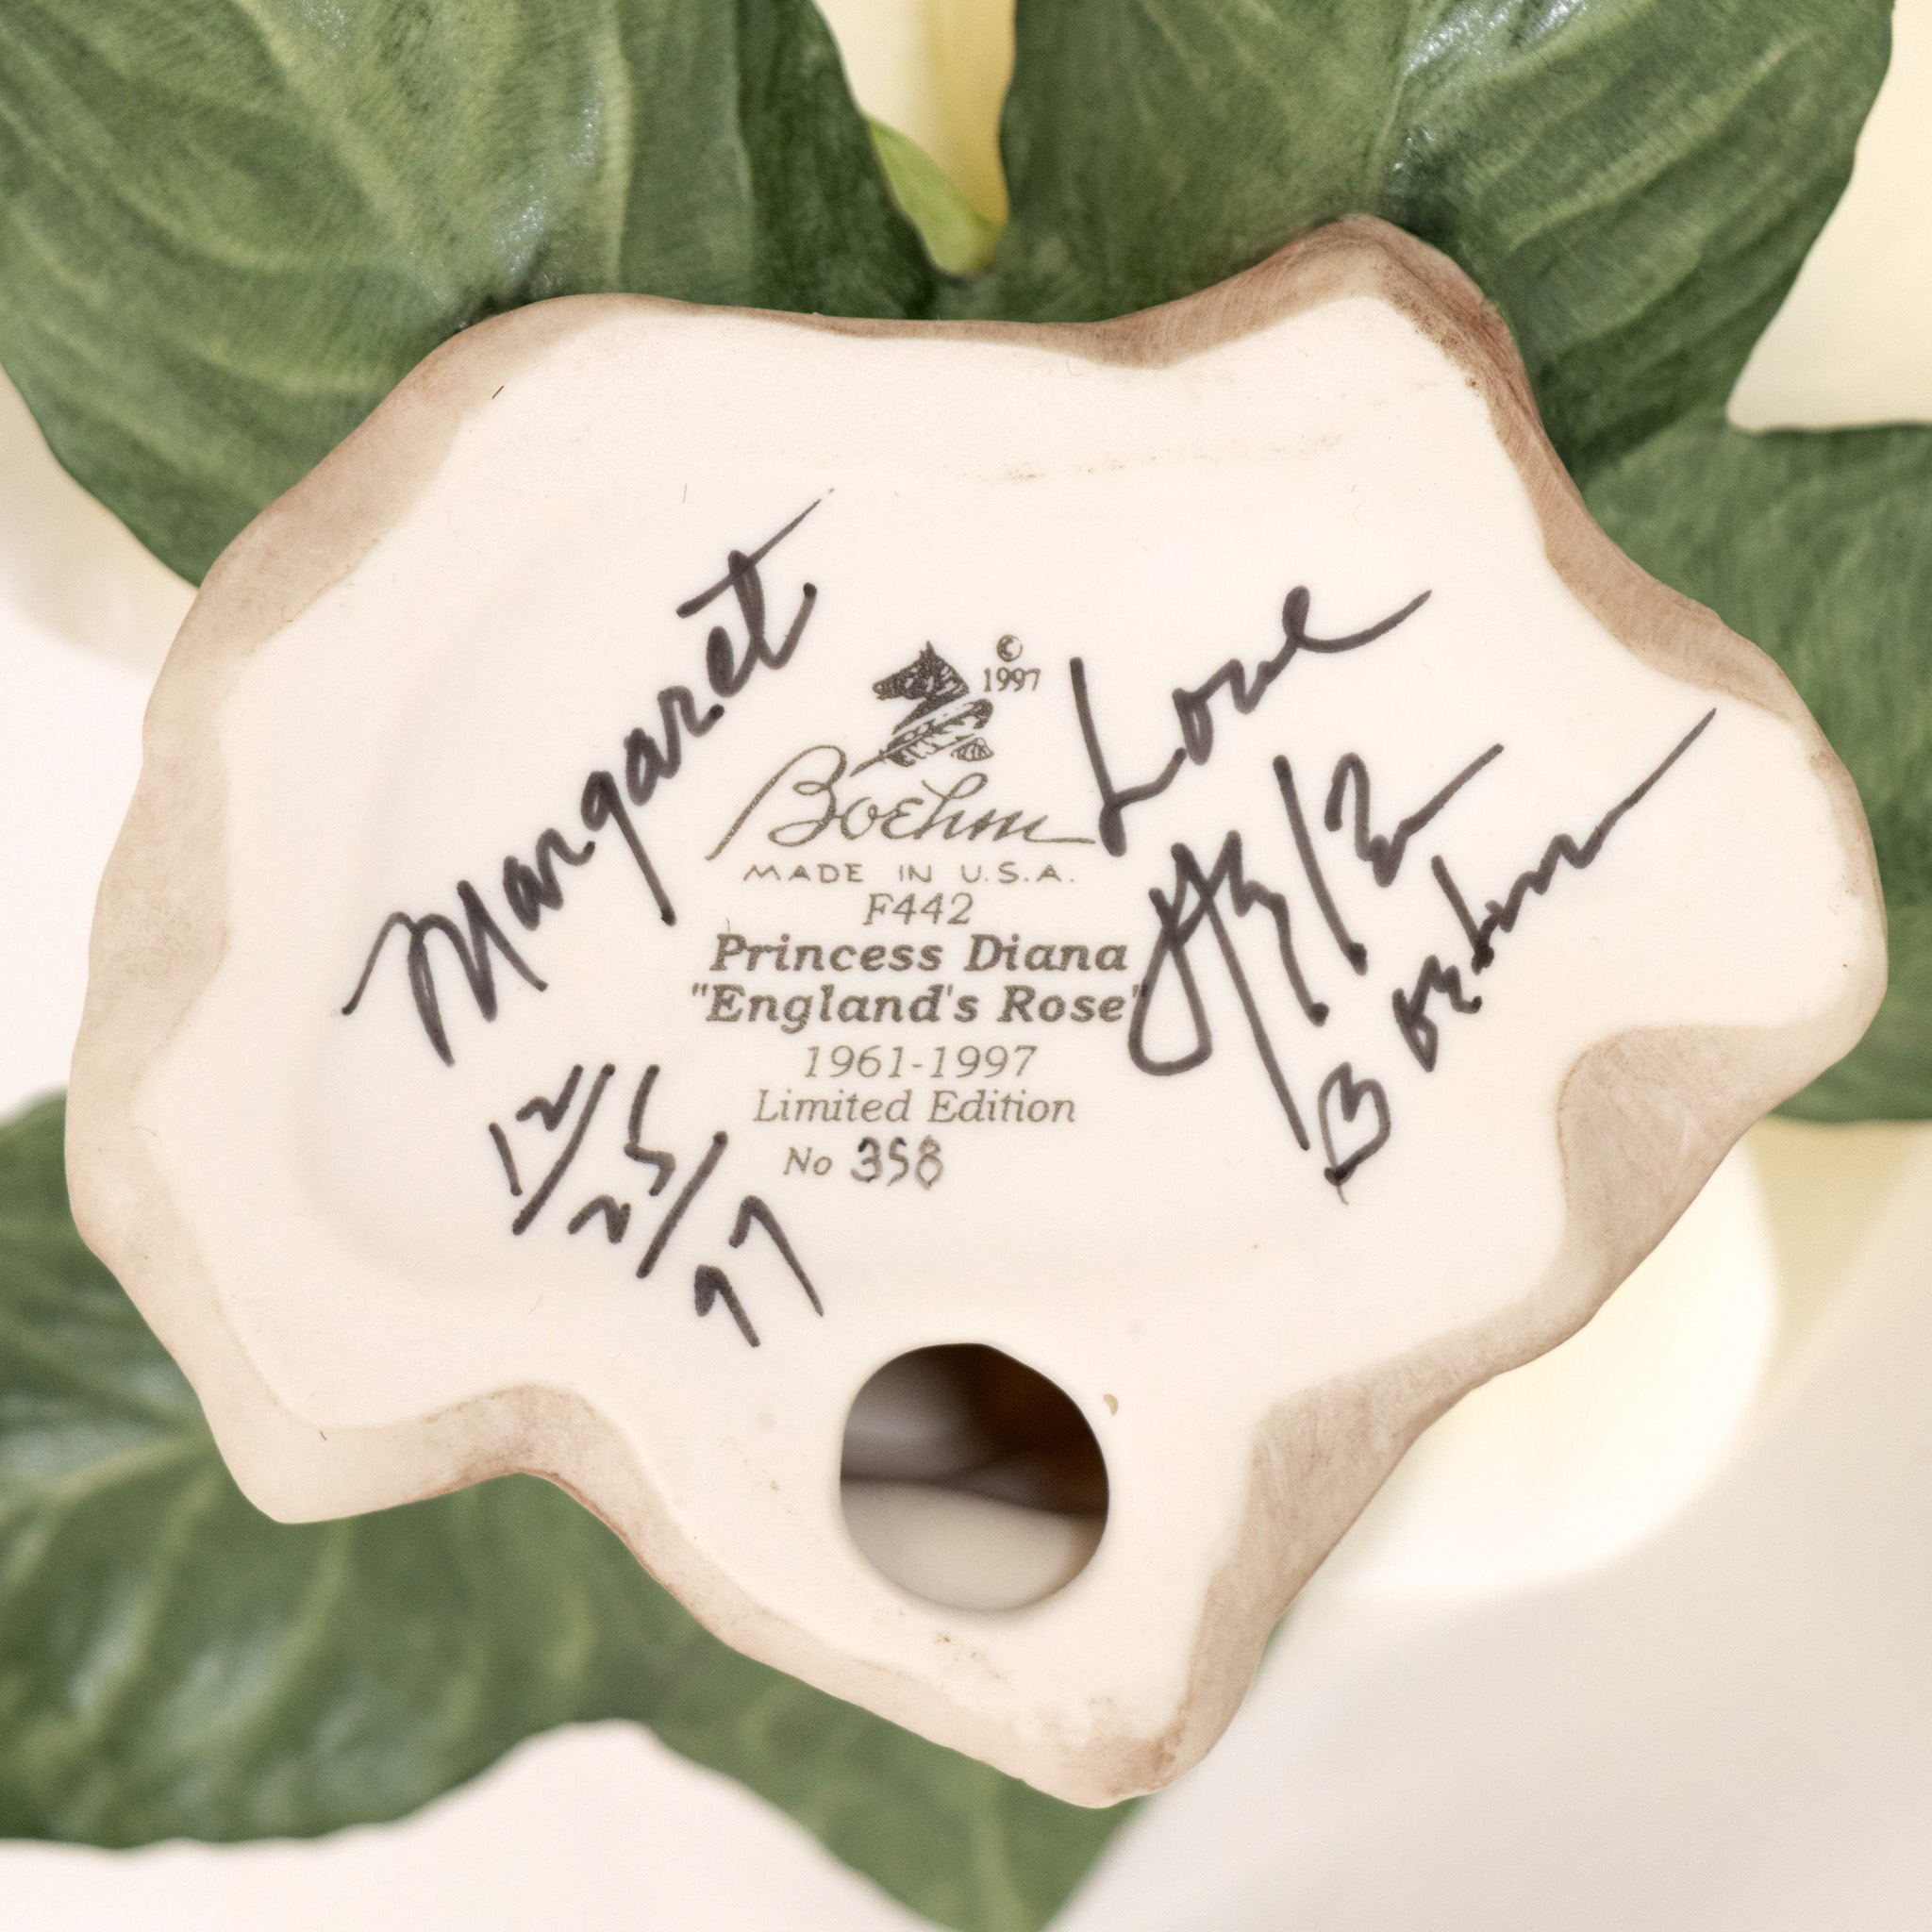 Margaret
12/25/97
© 1997
Boehm
MADE IN U.S.A.
F442
Princess Diana
"England's Rose"
1961-1997
Limited Edition
No 358
Love
Boehm